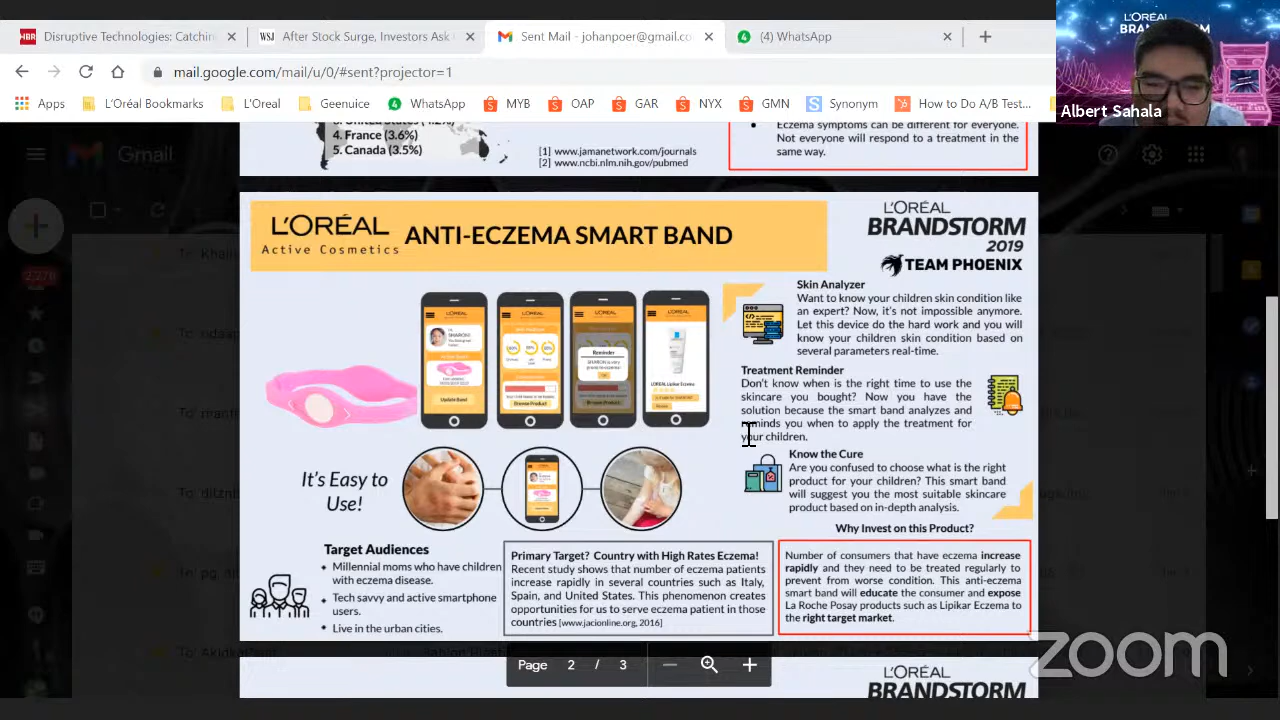 Disruptive Technologies: Catchin
After Stock Surge, Investors Ask
Sent Mail - johanpoer@gmail.co
(4) WhatsApp
mail.google.com/mail/u/0/#sent?projector=1
Apps
L'Oréal Bookmarks
L'Oreal
Geenuice
WhatsApp
MYB
OAP
GAR
NYX
GMN
Synonym
How to Do A/B Test...
L'ORÉAL
Albert Sahala
Gmail
4. France (3.6%)
5. Canada (3.5%)
[1] www.jamanetwork.com/journals
[2] www.ncbi.nlm.nih.gov/pubmed
Eczema symptoms can be different for everyone.
Not everyone will respond to a treatment in the
same way.
L'ORÉAL
Active Cosmetics
ANTI-ECZEMA SMART BAND
L'ORÉAL
BRANDSTORM
2019
TEAM PHOENIX
Skin Analyzer
Want to know your children skin condition like
an expert? Now, it's not impossible anymore.
Let this device do the hard work and you will
know your children skin condition based on
several parameters real-time.
Treatment Reminder
Don't know when is the right time to use the
skincare you bought? Now you have the
solution because the smart band analyzes and
reminds you when to apply the treatment for
your children.
Know the Cure
Are you confused to choose what is the right
product for your children? This smart band
will suggest you the most suitable skincare
product based on in-depth analysis.
It's Easy to
Use!
Target Audiences
• Millennial moms who have children
with eczema disease.
• Tech savvy and active smartphone
users.
• Live in the urban cities.
Primary Target? Country with High Rates Eczema!
Recent study shows that number of eczema patients
increase rapidly in several countries such as Italy,
Spain, and United States. This phenomenon creates
opportunities for us to serve eczema patient in those
countries [www.jacionline.org, 2016]
Why Invest on this Product?
Number of consumers that have eczema increase
rapidly and they need to be treated regularly to
prevent from worse condition. This anti-eczema
smart band will educate the consumer and expose
La Roche Posay products such as Lipikar Eczema to
the right target market.
Page 2 / 3
L'ORÉAL
BRANDSTORM
zoom